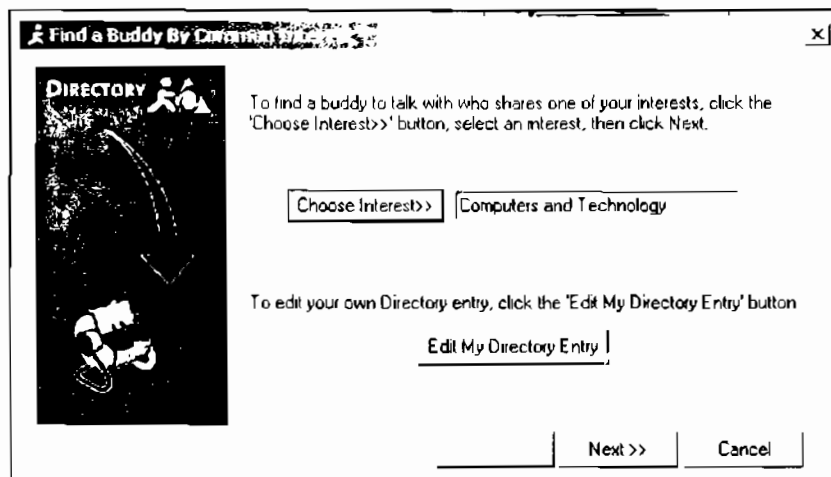 Find a Buddy By Common
×
DIRECTORY
To find a buddy to talk with who shares one of your interests, click the
'Choose Interest>>' button, select an interest, then click Next.
Choose Interest>> Computers and Technology
To edit your own Directory entry, click the 'Edit My Directory Entry' button
Edit My Directory Entry
Next >> Cancel